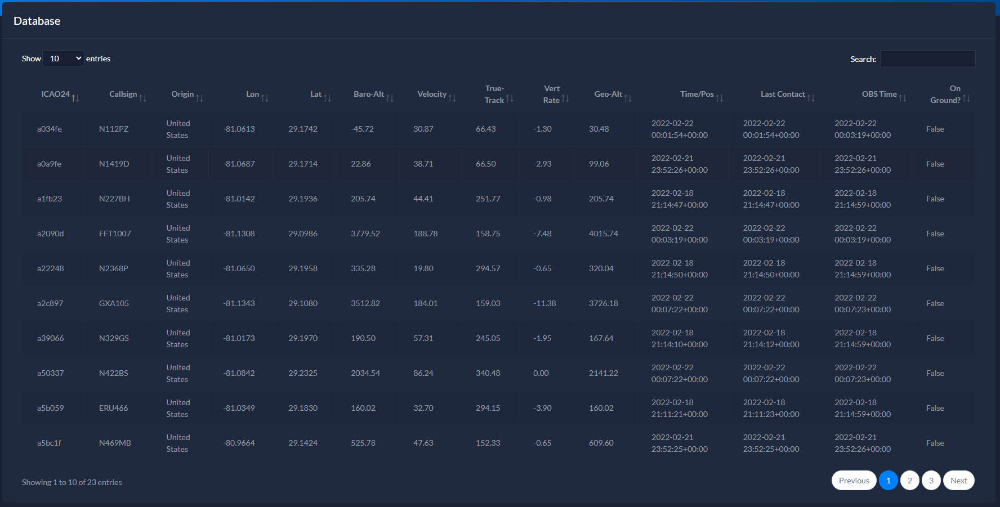 Database
Show 10 entries
Search:
ICAO24 Callsign Origin Lon Lat Baro-Alt Velocity True-Track Vert Rate Geo-Alt Time/Pos Last Contact OBS Time On Ground?
a034fe N112PZ United States -81.0613 29.1742 -45.72 30.87 66.43 -1.30 30.48 2022-02-22 00:01:54+00:00 2022-02-22 00:01:54+00:00 2022-02-22 00:03:19+00:00 False
a0a9fe N1419D United States -81.0687 29.1714 22.86 38.71 66.50 -2.93 99.06 2022-02-21 23:52:26+00:00 2022-02-21 23:52:26+00:00 2022-02-21 23:52:26+00:00 False
a1fb23 N227BH United States -81.0142 29.1936 205.74 44.41 251.77 -0.98 205.74 2022-02-18 21:14:47+00:00 2022-02-18 21:14:47+00:00 2022-02-18 21:14:59+00:00 False
a2090d FFT1007 United States -81.1308 29.0986 3779.52 188.78 158.75 -7.48 4015.74 2022-02-22 00:03:19+00:00 2022-02-22 00:03:19+00:00 2022-02-22 00:03:19+00:00 False
a22248 N2368P United States -81.0650 29.1958 335.28 19.80 294.57 -0.65 320.04 2022-02-18 21:14:50+00:00 2022-02-18 21:14:50+00:00 2022-02-18 21:14:59+00:00 False
a2c897 GXA105 United States -81.1343 29.1080 3512.82 184.01 159.03 -11.38 3726.18 2022-02-22 00:07:22+00:00 2022-02-22 00:07:22+00:00 2022-02-22 00:07:23+00:00 False
a39066 N329GS United States -81.0173 29.1970 190.50 57.31 245.05 -1.95 167.64 2022-02-18 21:14:10+00:00 2022-02-18 21:14:12+00:00 2022-02-18 21:14:59+00:00 False
a50337 N422BS United States -81.0842 29.2325 2034.54 86.24 340.48 0.00 2141.22 2022-02-22 00:07:22+00:00 2022-02-22 00:07:22+00:00 2022-02-22 00:07:23+00:00 False
a5b059 ERU466 United States -81.0349 29.1830 160.02 32.70 294.15 -3.90 160.02 2022-02-18 21:11:21+00:00 2022-02-18 21:11:23+00:00 2022-02-18 21:14:59+00:00 False
a5bc1f N469MB United States -80.9664 29.1424 525.78 47.63 152.33 -0.65 609.60 2022-02-21 23:52:25+00:00 2022-02-21 23:52:25+00:00 2022-02-21 23:52:26+00:00 False
Showing 1 to 10 of 23 entries
Previous 1 2 3 Next